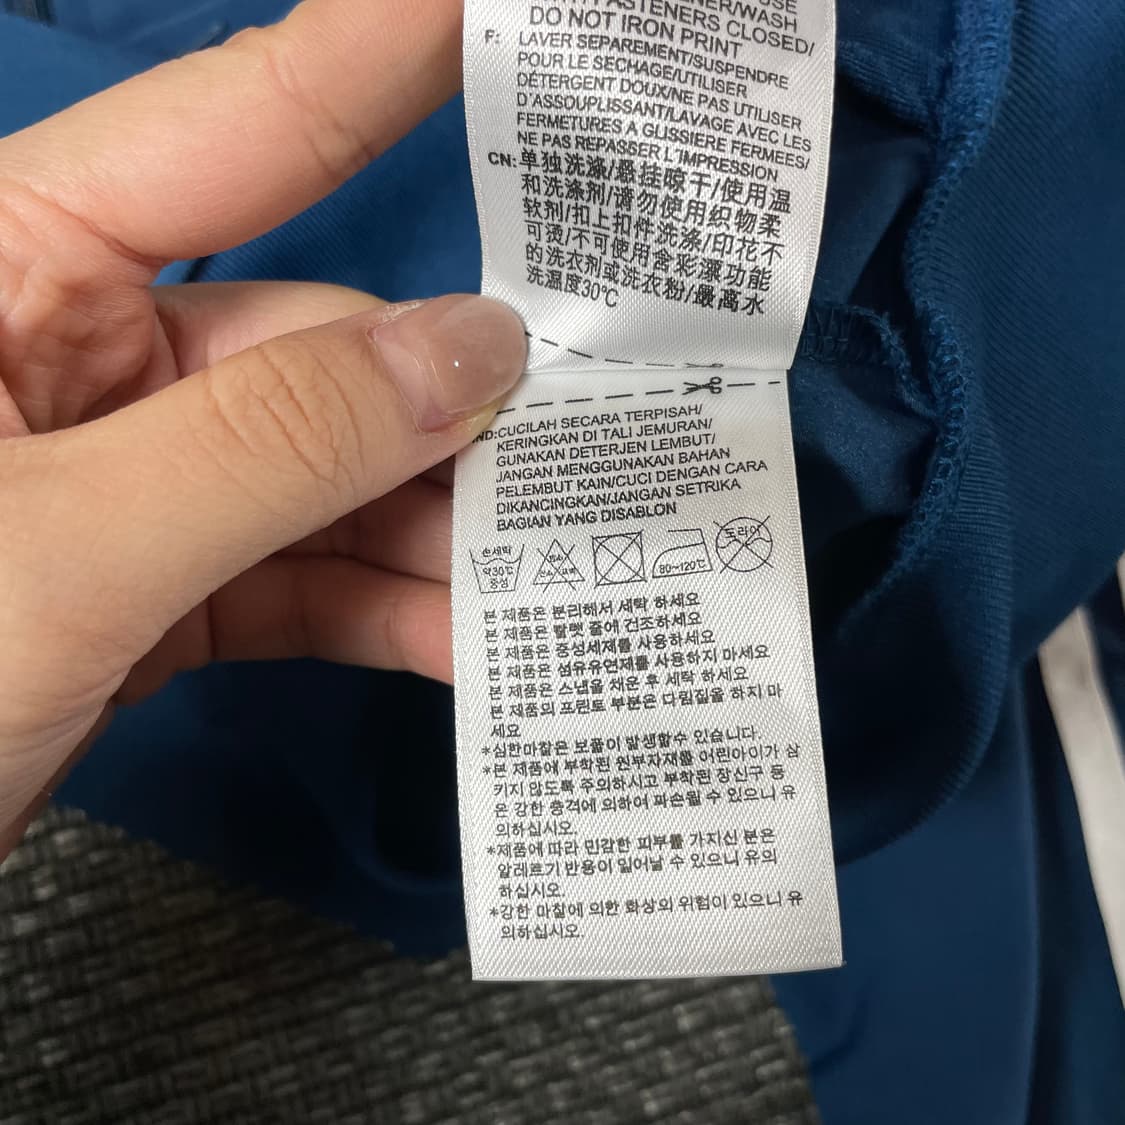 USE
ENER/WASH
FASTENERS CLOSED/
DO NOT IRON PRINT
F: LAVER SEPAREMENT/SUSPENDRE
POUR LE SECHAGE/UTILISER
DÉTERGENT DOUX/NE PAS UTILISER
D'ASSOUPLISSANT/LAVAGE AVEC LES
FERMETURES A GLISSIERE FERMEES/
NE PAS REPASSER L'IMPRESSION
CN:单独洗涤/悬挂晾干/使用温
和洗涤剂/请勿使用织物柔
软剂/扣上扣件洗涤/印花不
可烫/不可使用含彩漂功能
的洗衣剂或洗衣粉/最高水
洗温度30℃
IND:CUCILAH SECARA TERPISAH/
KERINGKAN DI TALI JEMURAN/
GUNAKAN DETERJEN LEMBUT/
JANGAN MENGGUNAKAN BAHAN
PELEMBUT KAIN/CUCI DENGAN CARA
DIKANCINGKAN/JANGAN SETRIKA
BAGIAN YANG DISABLON
손세탁
약30℃
중성
80~120℃
드라이
본 제품은 분리해서 세탁 하세요
본 제품은 빨랫 줄에 건조하세요
본 제품은 중성세제를 사용하세요
본 제품은 섬유유연제를 사용하지 마세요
본 제품은 스냅을 채운 후 세탁 하세요
본 제품의 프린토 부분은 다림질을 하지 마
세요
*심한마찰은 보풀이 발생할수 있습니다.
*본 제품에 부착된 원부자재를 어린아이가 삼
키지 않도록 주의하시고 부착된 장신구 등
은 강한 충격에 의하여 파손될 수 있으니 유
의하십시오.
*제품에 따라 민감한 피부를 가지신 분은
알레르기 반응이 일어날 수 있으니 유의
하십시오.
*강한 마찰에 의한 화상의 위험이 있으니 유
의하십시오.